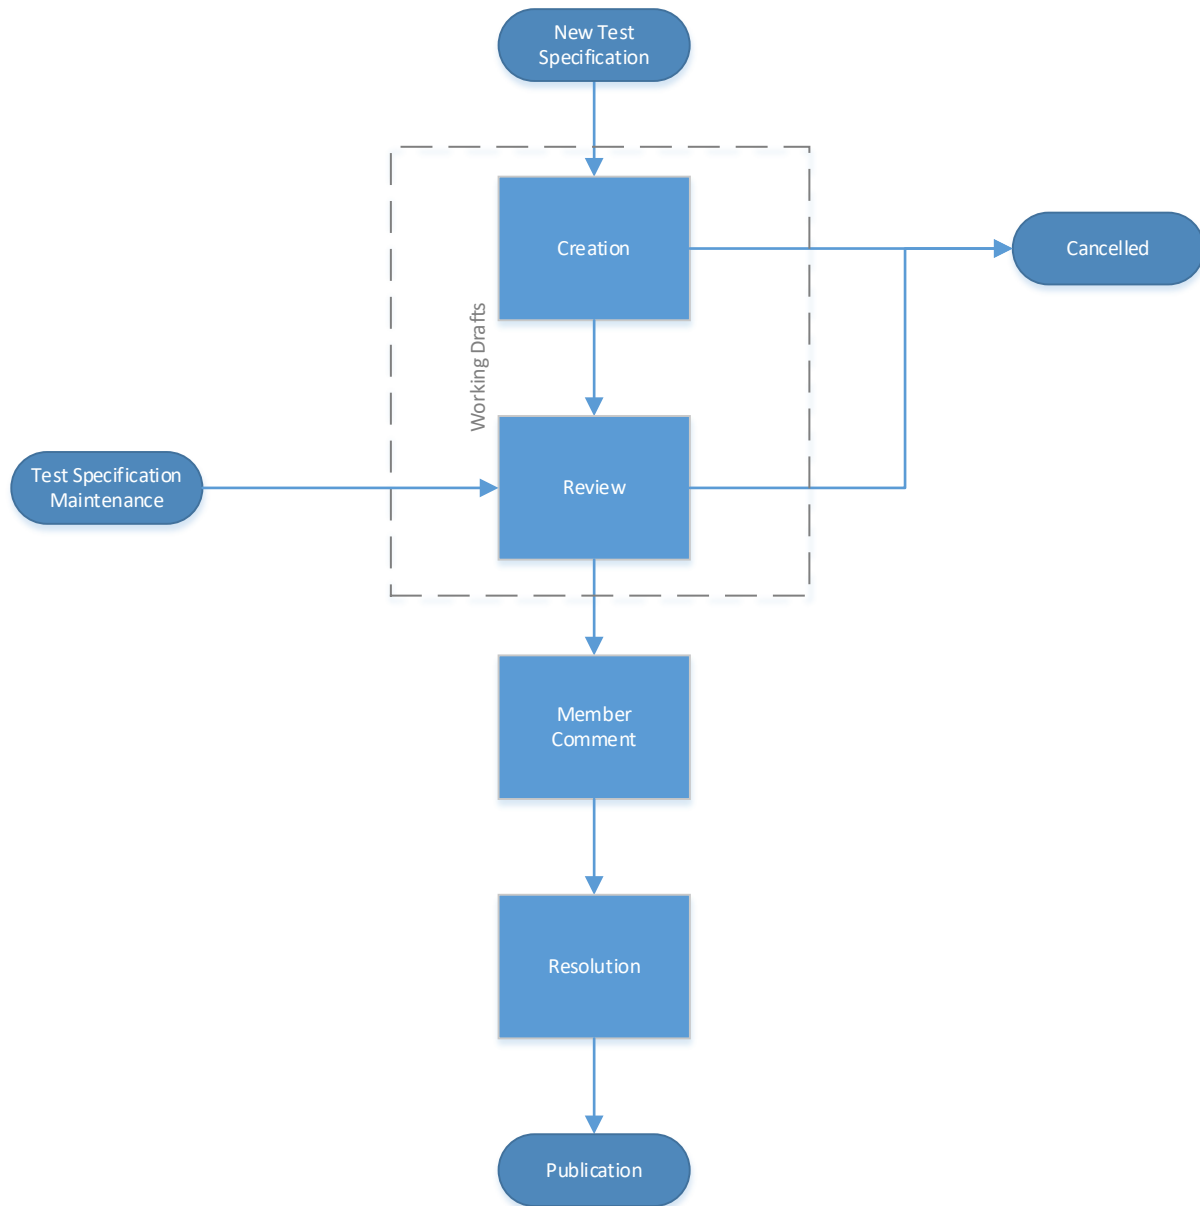 New Test
Specification
Creation
Cancelled
Working Drafts
Test Specification
Maintenance
Review
Member
Comment
Resolution
Publication